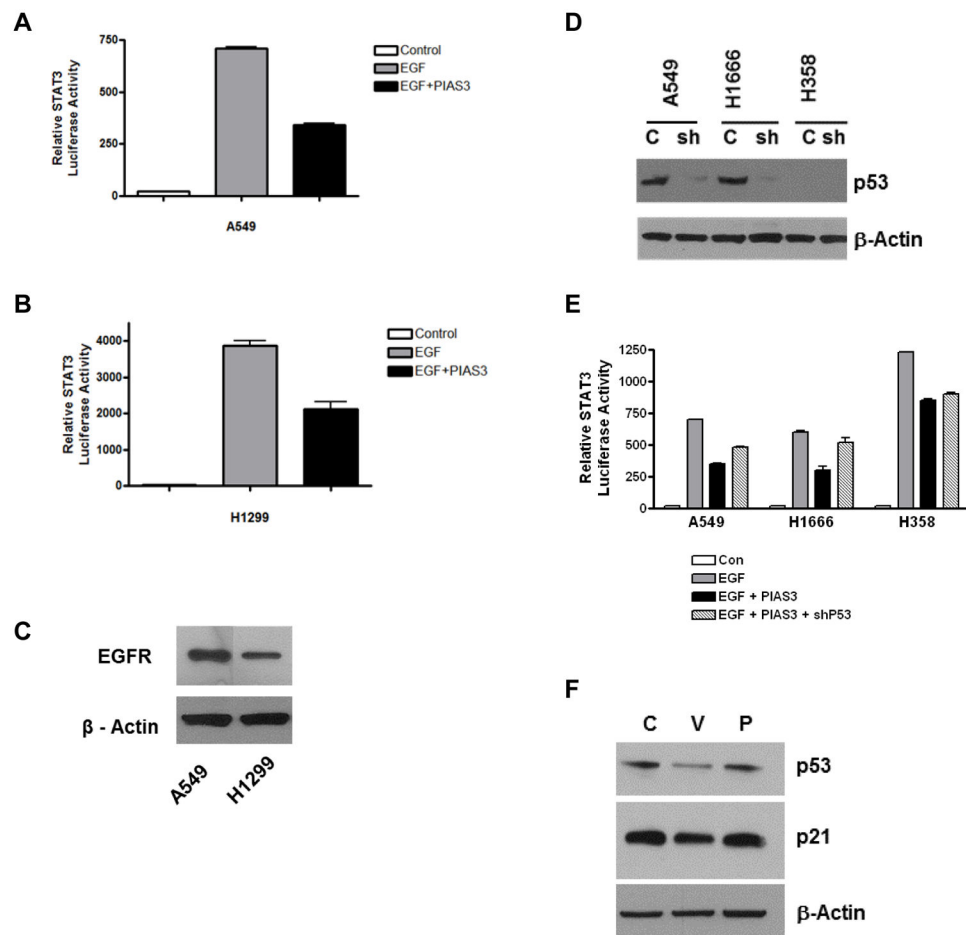 A
Relative STAT3
Luciferase Activity
750
500
250
0
A549
Control
EGF
EGF+PIAS3
B
Relative STAT3
Luciferase Activity
4000
3000
2000
1000
0
H1299
Control
EGF
EGF+PIAS3
C
EGFR
β - Actin
A549
H1299
D
A549
H1666
H358
C sh C sh C sh
p53
β-Actin
E
Relative STAT3
Luciferase Activity
1250
1000
750
500
250
0
A549 H1666 H358
Con
EGF
EGF + PIAS3
EGF + PIAS3 + shP53
F
C V P
p53
p21
β-Actin